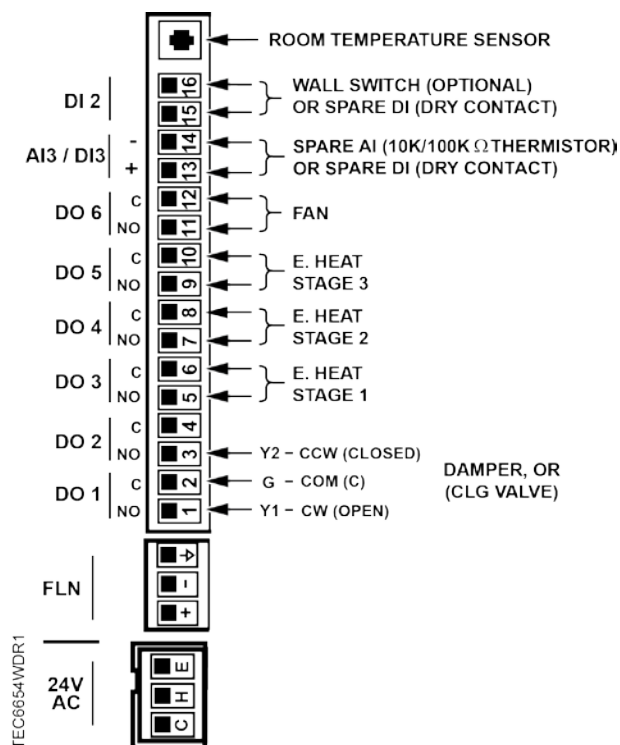 ROOM TEMPERATURE SENSOR
DI 2
16
15
WALL SWITCH (OPTIONAL)
OR SPARE DI (DRY CONTACT)
AI3 / DI3
-
+
14
13
SPARE AI (10K/100K Ω THERMISTOR)
OR SPARE DI (DRY CONTACT)
DO 6
C
NO
12
11
FAN
DO 5
C
NO
10
9
E. HEAT
STAGE 3
DO 4
C
NO
8
7
E. HEAT
STAGE 2
DO 3
C
NO
6
5
E. HEAT
STAGE 1
DO 2
C
NO
4
3
Y2 – CCW (CLOSED)
DO 1
C
NO
2
G – COM (C)
1
Y1 – CW (OPEN)
DAMPER, OR
(CLG VALVE)
FLN
-
+
24V
AC
E
H
C
TEC6654WDR1